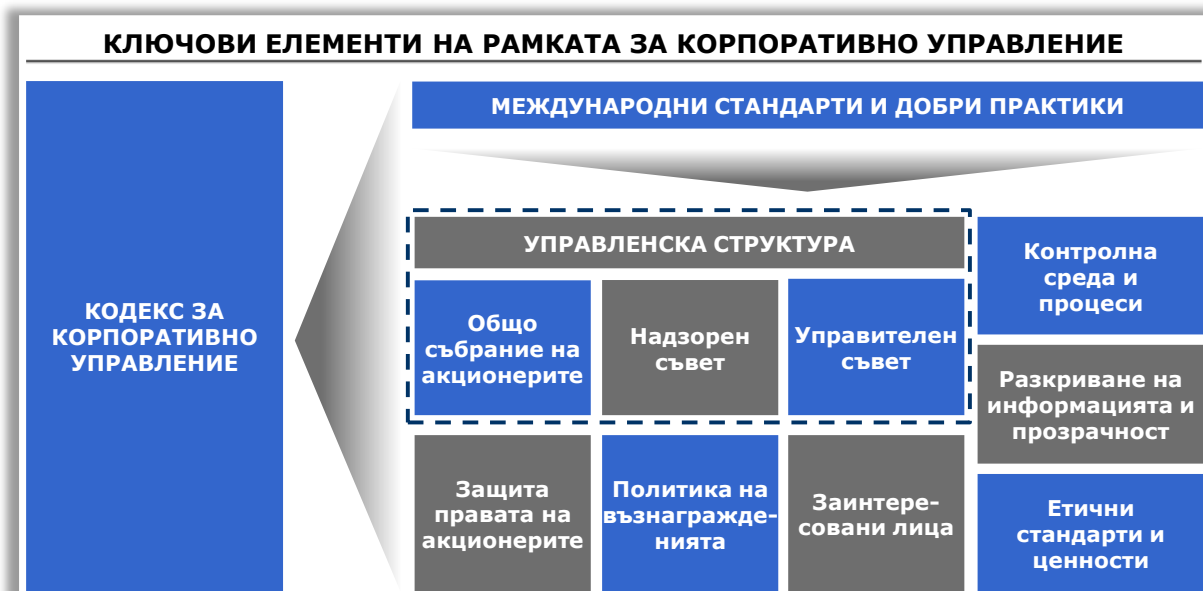 КЛЮЧОВИ ЕЛЕМЕНТИ НА РАМКАТА ЗА КОРПОРАТИВНО УПРАВЛЕНИЕ
КОДЕКС ЗА
КОРПОРАТИВНО
УПРАВЛЕНИЕ
МЕЖДУНАРОДНИ СТАНДАРТИ И ДОБРИ ПРАКТИКИ
УПРАВЛЕНСКА СТРУКТУРА
Общо
събрание на
акционерите
Надзорен
съвет
Управителен
съвет
Контролна
среда и
процеси
Разкриване на
информацията и
прозрачност
Защита
правата на
акционерите
Политика на
възнагражде-
нията
Заинтере-
совани лица
Етични
стандарти и
ценности